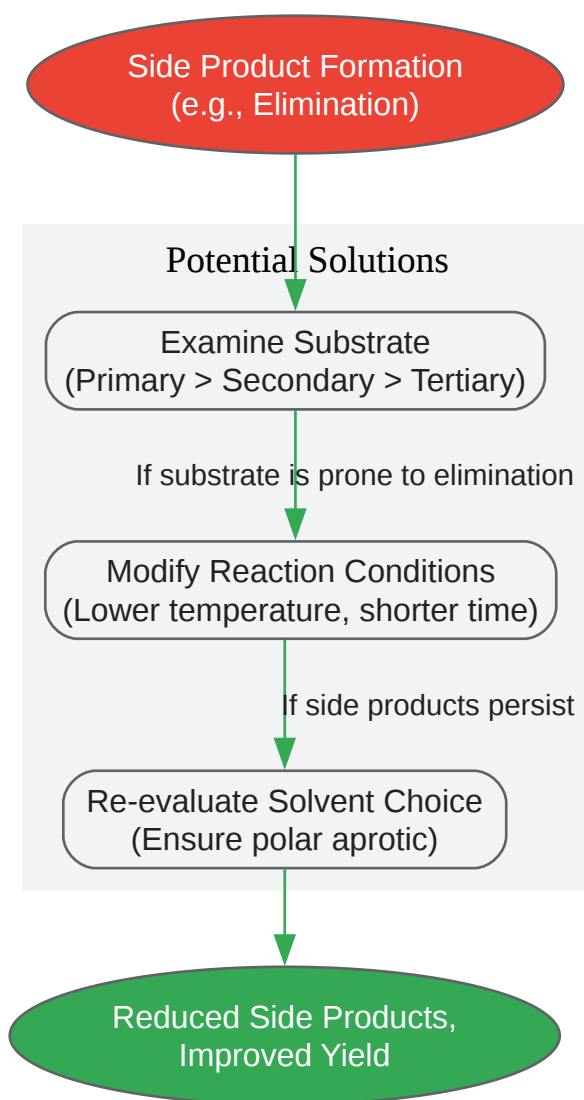 Side Product Formation
(e.g., Elimination)
Potential Solutions
Examine Substrate
(Primary > Secondary > Tertiary)
If substrate is prone to elimination
Modify Reaction Conditions
(Lower temperature, shorter time)
If side products persist
Re-evaluate Solvent Choice
(Ensure polar aprotic)
Reduced Side Products,
Improved Yield